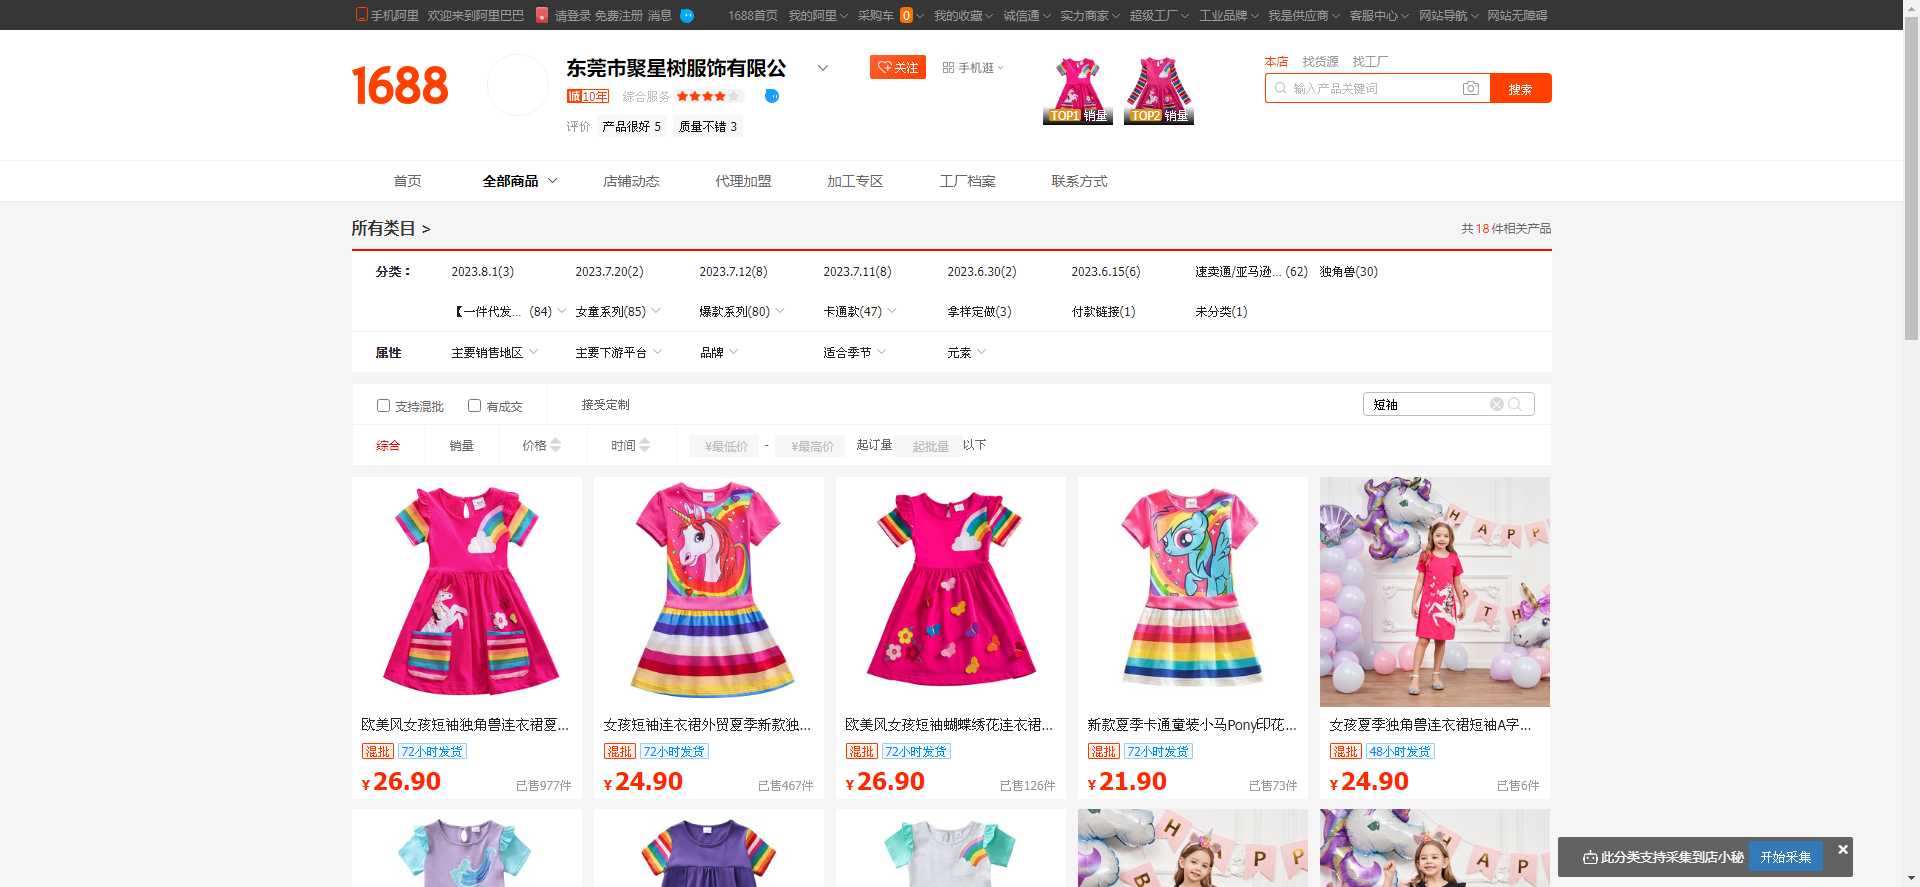 手机阿里 欢迎来到阿里巴巴 请登录 免费注册 消息 1688首页 我的阿里 采购车 0 我的收藏 诚信通 实力商家 超级工厂 工业品牌 我是供应商 客服中心 网站导航 网站无障碍
1688
东莞市聚星树服饰有限公
关注
手机逛
诚 10年 综合服务
评价 产品很好 5 质量不错 3
TOP1 销量
TOP2 销量
本店 找货源 找工厂
输入产品关键词 搜索
首页 全部商品 店铺动态 代理加盟 加工专区 工厂档案 联系方式
所有类目 >
共 18 件相关产品
分类： 2023.8.1(3) 2023.7.20(2) 2023.7.12(8) 2023.7.11(8) 2023.6.30(2) 2023.6.15(6) 速卖通/亚马逊... (62) 独角兽(30)
【一件代发... (84) 女童系列(85) 爆款系列(80) 卡通款(47) 拿样定做(3) 付款链接(1) 未分类(1)
属性 主要销售地区 主要下游平台 品牌 适合季节 元素
支持混批 有成交 接受定制 短袖
综合 销量 价格 时间 ¥最低价 - ¥最高价 起订量 起批量 以下
HAPP
RTH
欧美风女孩短袖独角兽连衣裙夏...
混批 72小时发货
¥26.90 已售977件
女孩短袖连衣裙外贸夏季新款独...
混批 72小时发货
¥24.90 已售467件
欧美风女孩短袖蝴蝶绣花连衣裙...
混批 72小时发货
¥26.90 已售126件
新款夏季卡通童装小马Pony印花...
混批 72小时发货
¥21.90 已售73件
女孩夏季独角兽连衣裙短袖A字...
混批 48小时发货
¥24.90 已售6件
此分类支持采集到店小秘 开始采集